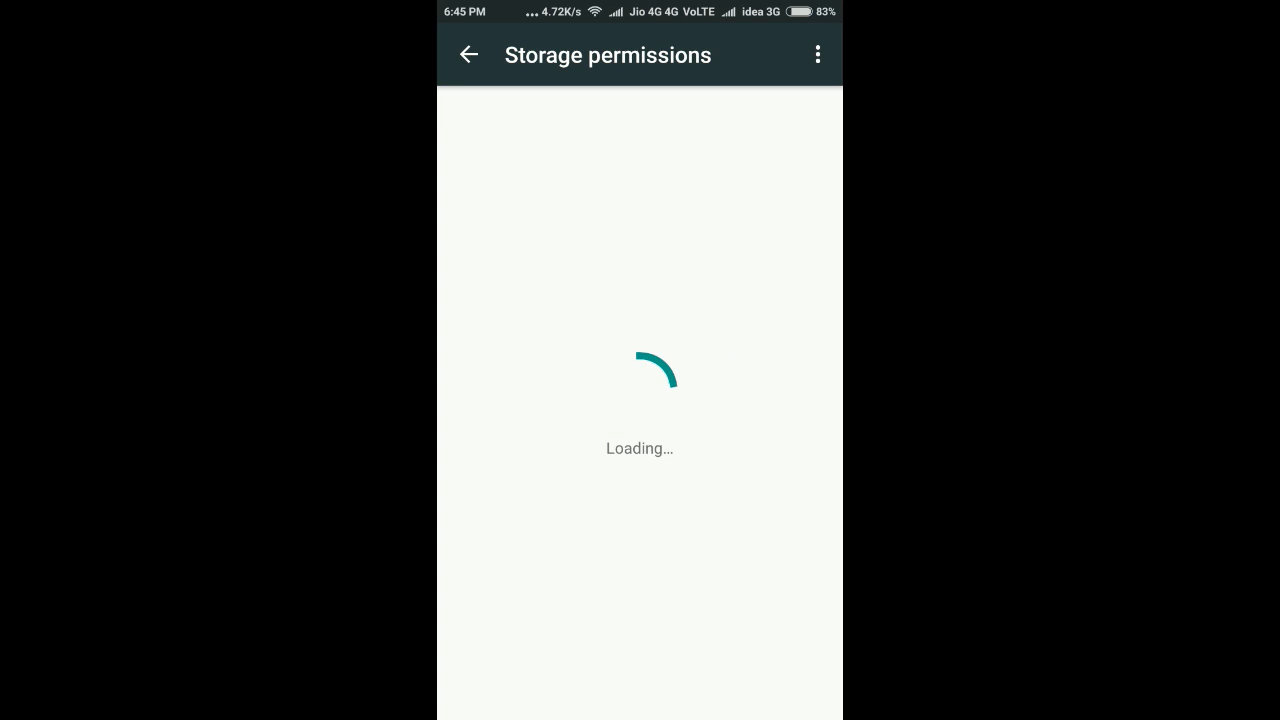 6:45 PM ... 4.72K/s Jio 4G 4G VoLTE idea 3G 83%
Storage permissions
Loading...